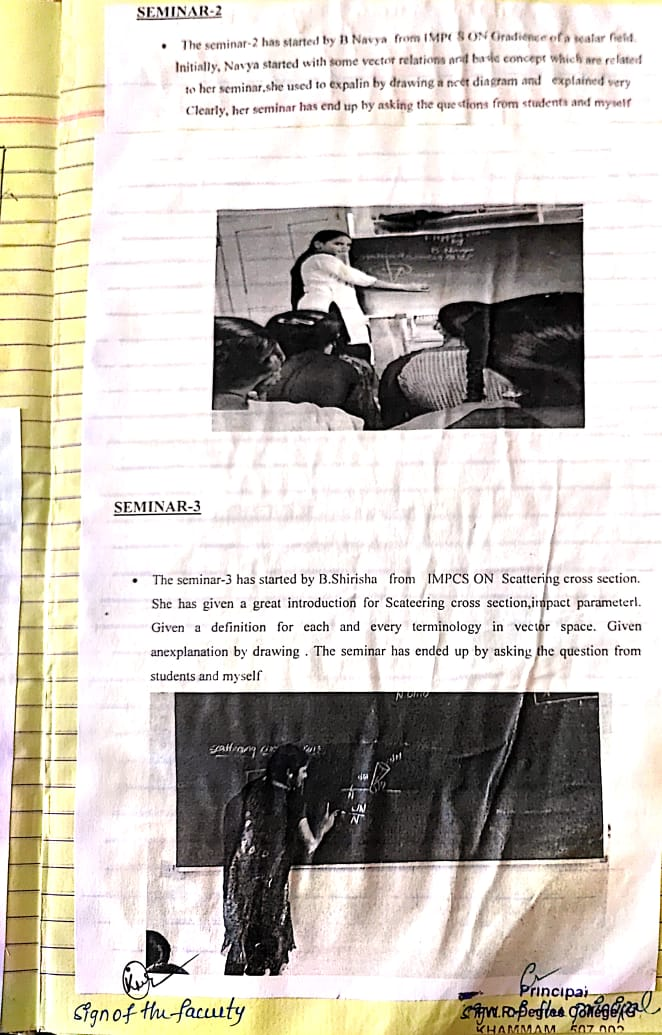 SEMINAR-2
• The seminar-2 has started by B Navya from IMPCS ON Gradience of a scalar field.
Initially, Navya started with some vector relations and basic concept which are related
to her seminar,she used to expalin by drawing a neet diagram and explained very
Clearly, her seminar has end up by asking the questions from students and myself
B. Navya
SEMINAR-3
• The seminar-3 has started by B.Shirisha from IMPCS ON Scattering cross section.
She has given a great introduction for Scateering cross section,impact parameterl.
Given a definition for each and every terminology in vector space. Given
anexplanation by drawing . The seminar has ended up by asking the question from
students and myself
Scattering
dN
N
Sign of the faculty
Principal
KHAMMAM 507 002